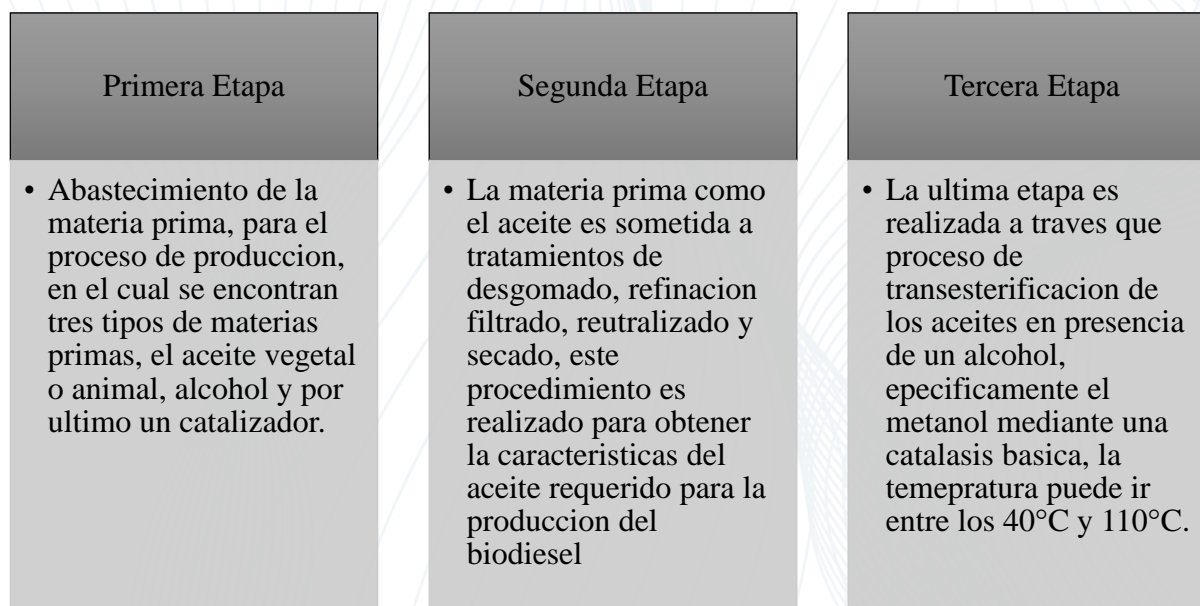 Primera Etapa
• Abastecimiento de la
materia prima, para el
proceso de produccion,
en el cual se encontran
tres tipos de materias
primas, el aceite vegetal
o animal, alcohol y por
ultimo un catalizador.
Segunda Etapa
• La materia prima como
el aceite es sometida a
tratamientos de
desgomado, refinacion
filtrado, reutralizado y
secado, este
procedimiento es
realizado para obtener
la caracteristicas del
aceite requerido para la
produccion del
biodiesel
Tercera Etapa
• La ultima etapa es
realizada a traves que
proceso de
transesterificacion de
los aceites en presencia
de un alcohol,
epecificamente el
metanol mediante una
catalasis basica, la
temepratura puede ir
entre los 40°C y 110°C.